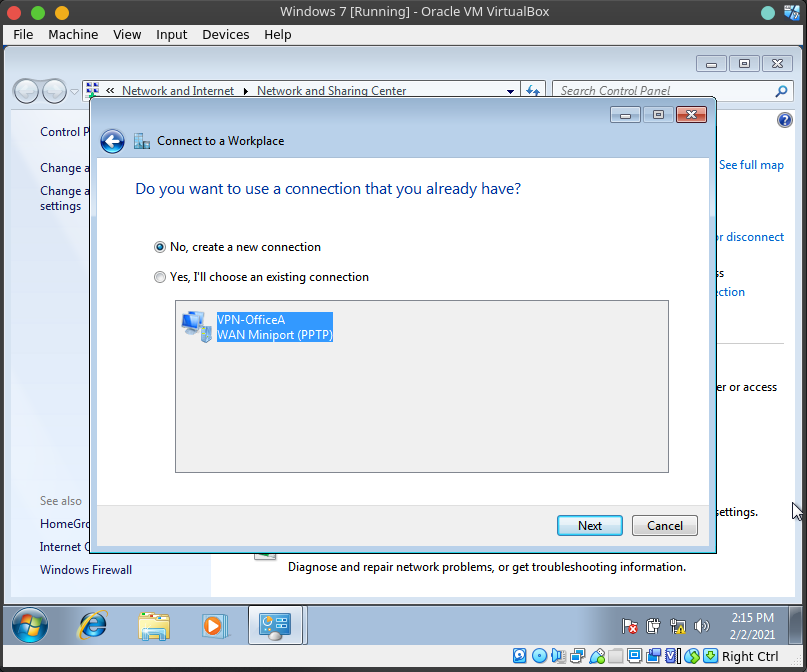 Windows 7 [Running] - Oracle VM VirtualBox
File Machine View Input Devices Help
« Network and Internet Network and Sharing Center
Search Control Panel
Control P
Connect to a Workplace
Change a
See full map
Change a
settings
Do you want to use a connection that you already have?
or disconnect
No, create a new connection
ss
Yes, I'll choose an existing connection
ction
VPN-OfficeA
WAN Miniport (PPTP)
er or access
See also
settings.
HomeGro
Next Cancel
Internet O
Diagnose and repair network problems, or get troubleshooting information.
Windows Firewall
2:15 PM
2/2/2021
Right Ctrl